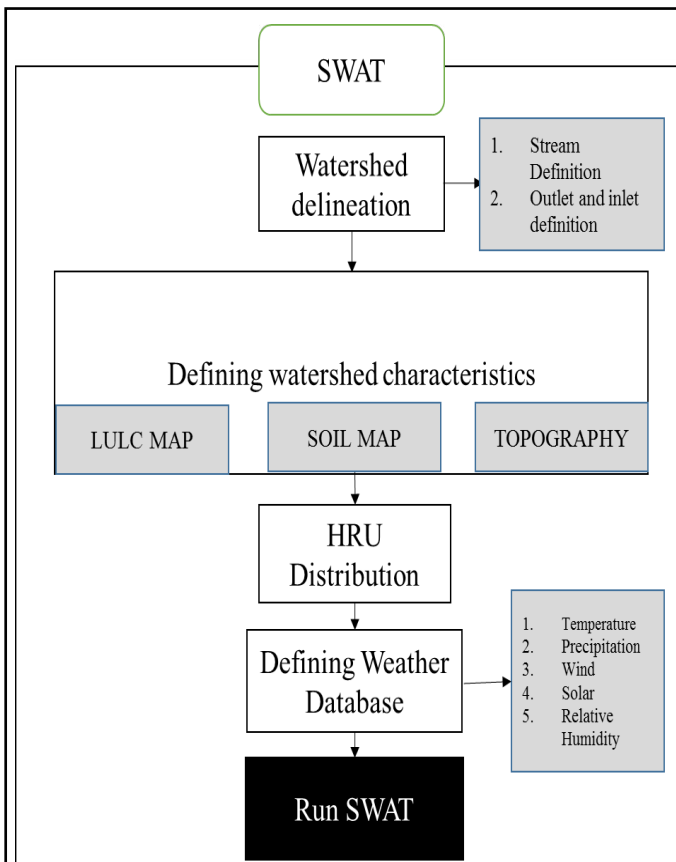 SWAT
Watershed
delineation
1. Stream
Definition
2. Outlet and inlet
definition
Defining watershed characteristics
LULC MAP
SOIL MAP
TOPOGRAPHY
HRU
Distribution
Defining Weather
Database
1. Temperature
2. Precipitation
3. Wind
4. Solar
5. Relative
Humidity
Run SWAT